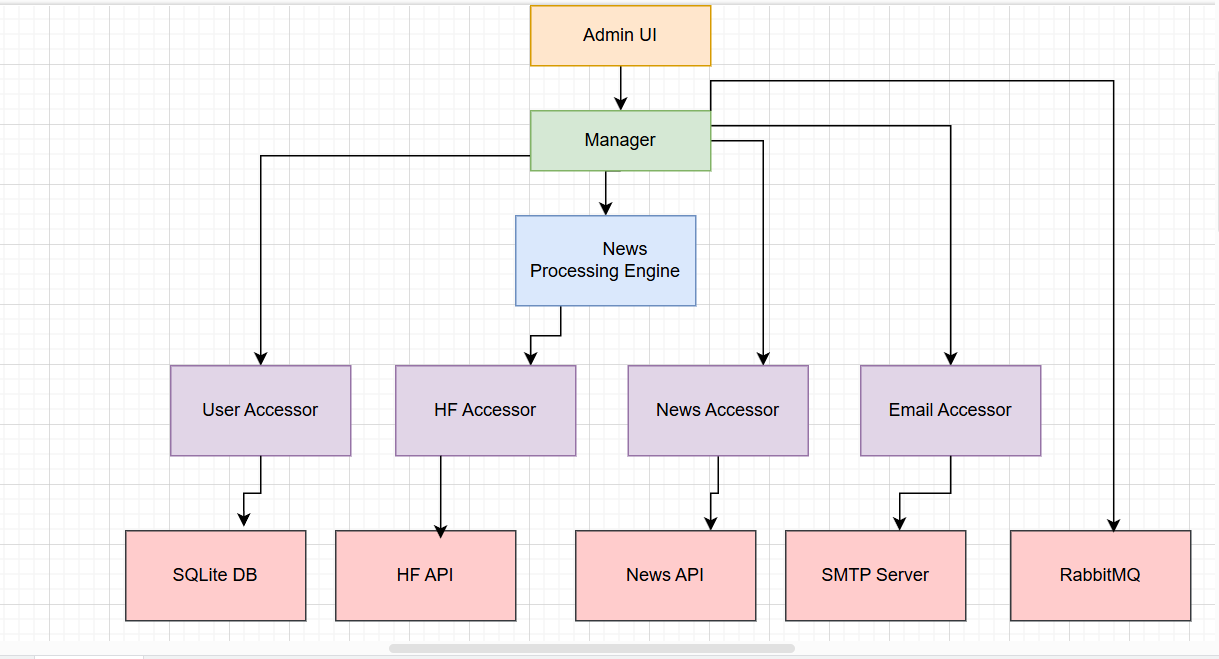 Admin UI
Manager
News
Processing Engine
User Accessor
HF Accessor
News Accessor
Email Accessor
SQLite DB
HF API
News API
SMTP Server
RabbitMQ